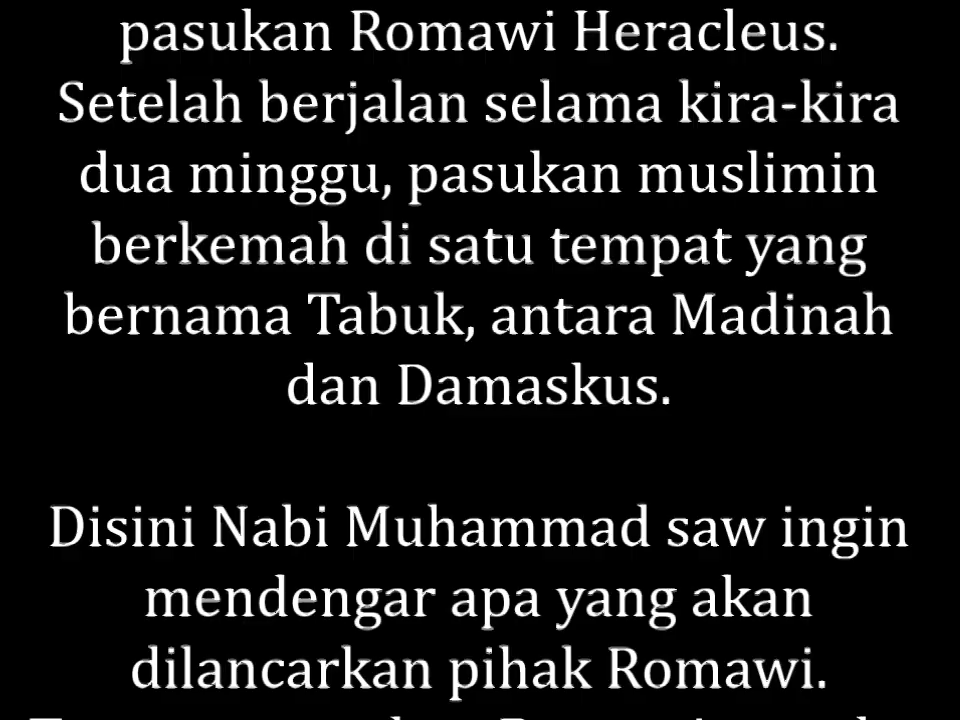 pasukan Romawi Heracleus.
Setelah berjalan selama kira-kira
dua minggu, pasukan muslimin
berkemah di satu tempat yang
bernama Tabuk, antara Madinah
dan Damaskus.
Disini Nabi Muhammad saw ingin
mendengar apa yang akan
dilancarkan pihak Romawi.